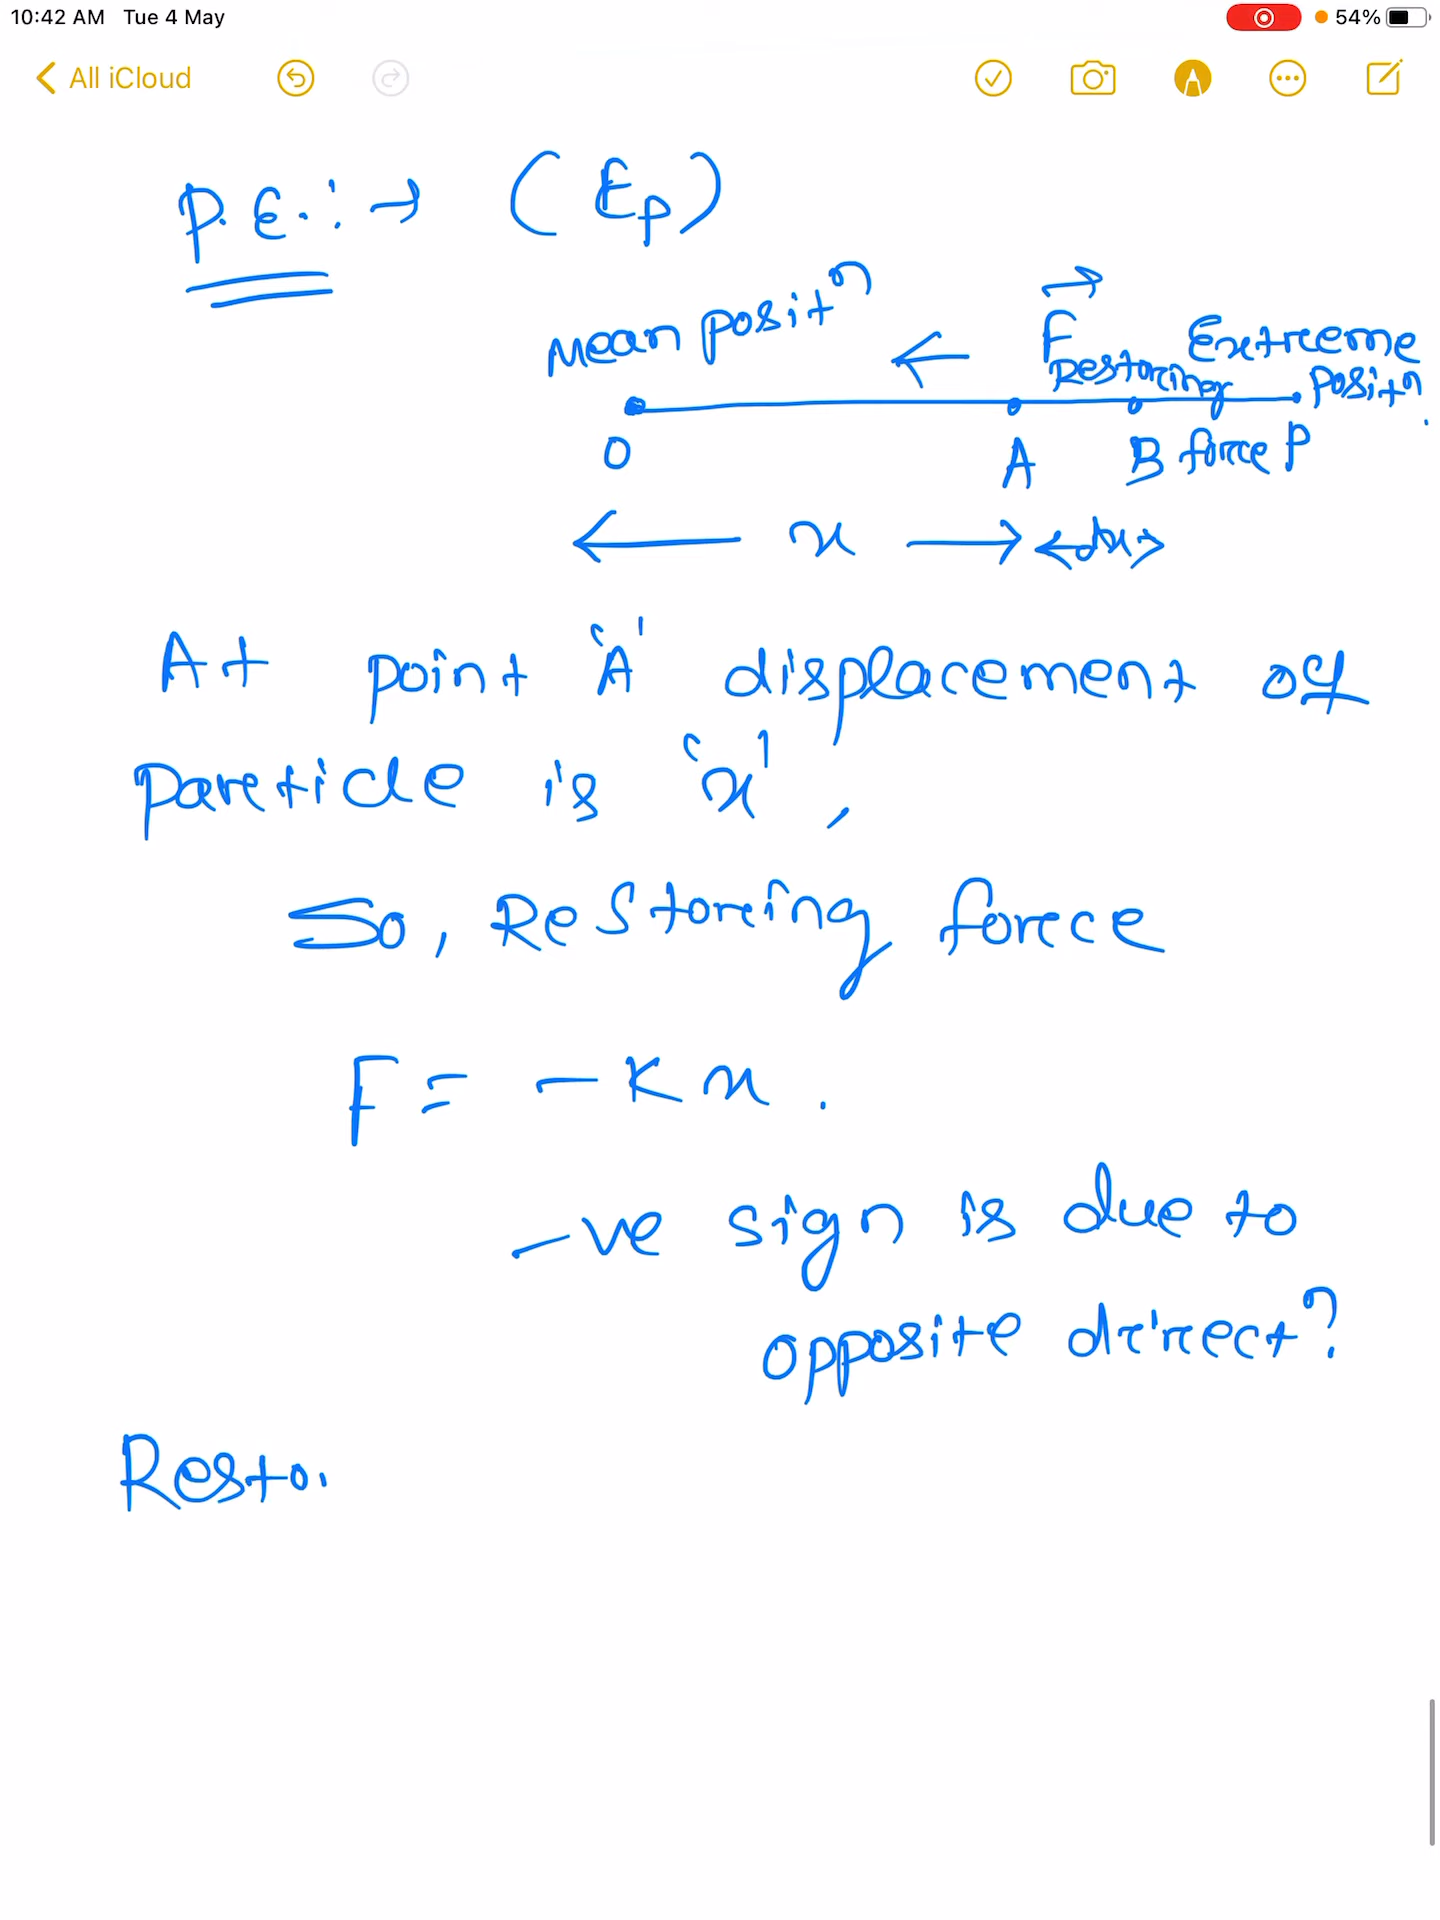 10:42 AM Tue 4 May 54%
All iCloud
P.E.:→ (Ep)
Mean positⁿ ← F⃗ Extreme
Restoring positⁿ.
O A B force P
← x → ←dx→
At point 'A' displacement of
particle is 'x',
So, Restoring force
F = -Kx.
-ve sign is due to
opposite directⁿ
Resto.